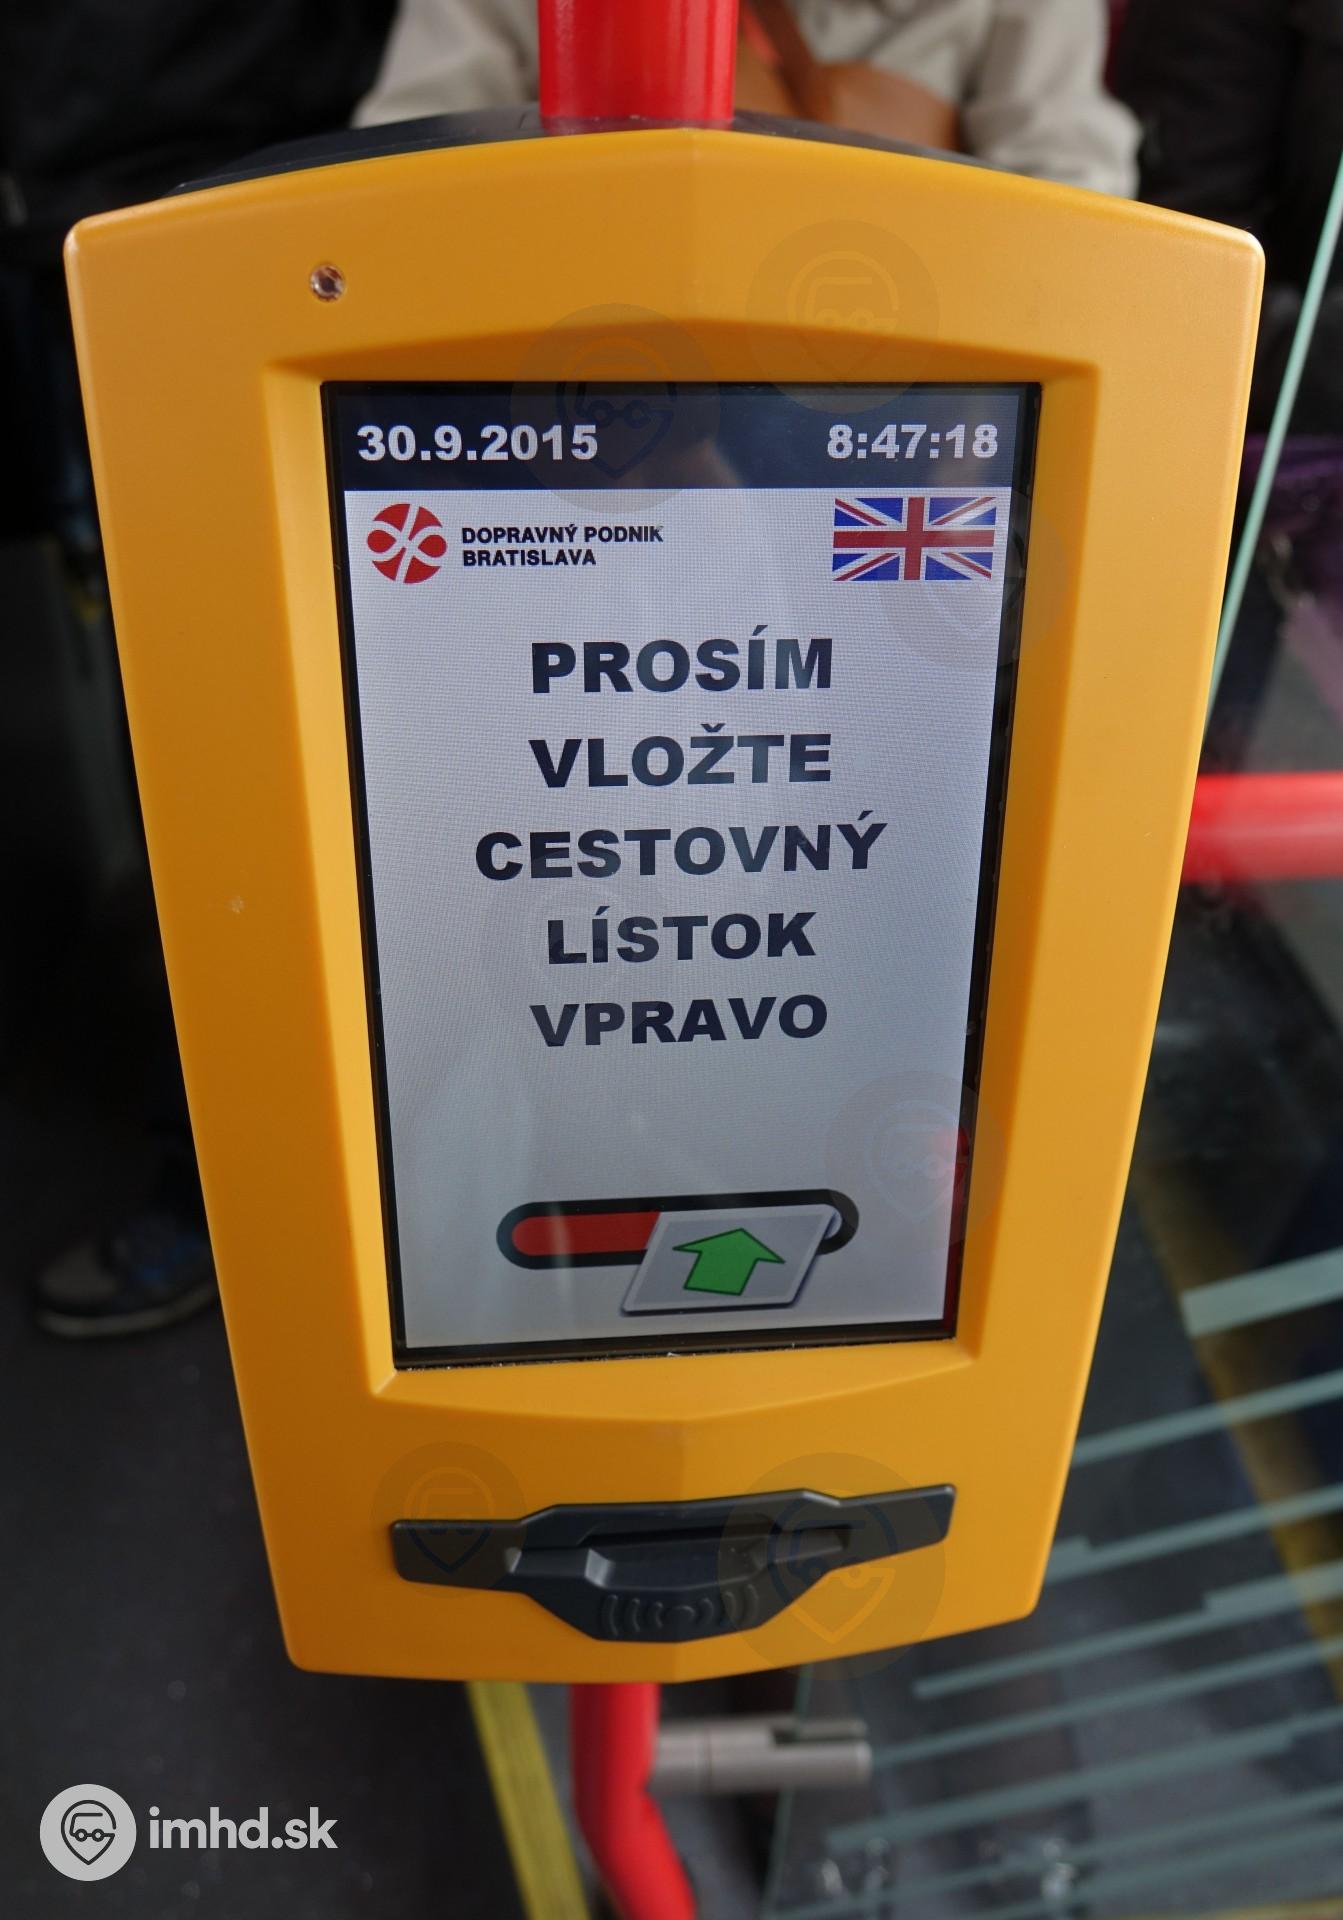 30.9.2015 8:47:18
DOPRAVNÝ PODNIK
BRATISLAVA
PROSÍM
VLOŽTE
CESTOVNÝ
LÍSTOK
VPRAVO
imhd.sk